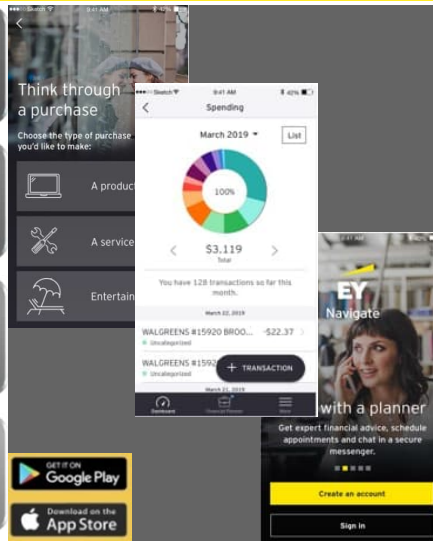 Sketch 9:41 AM 42%
Think through
a purchase
Choose the type of purchase
you'd like to make:
A product
A service
Entertain
Sketch 9:41 AM 42%
Spending
March 2019
List
100%
$3,119
Total
You have 128 transactions so far this
month.
March 22, 2019
WALGREENS #15920 BROO... -$22.37
Uncategorized
WALGREENS #1592
Uncategorized
+ TRANSACTION
March 21, 2019
Dashboard Financial Planner More
9:41 AM
EY
Navigate
with a planner
Get expert financial advice, schedule
appointments and chat in a secure
messenger.
Create an account
Sign in
GET IT ON
Google Play
Download on the
App Store